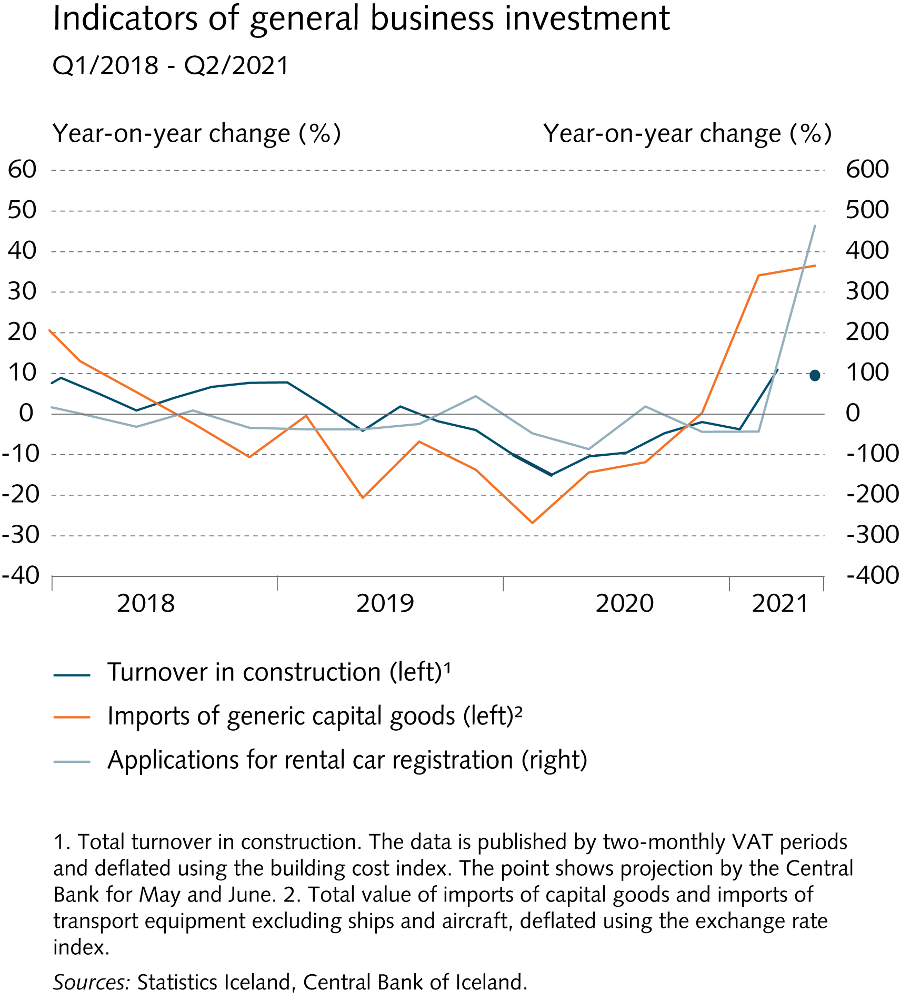 Indicators of general business investment
Q1/2018 - Q2/2021
Year-on-year change (%) Year-on-year change (%)
60 600
50 500
40 400
30 300
20 200
10 100
0 0
-10 -100
-20 -200
-30 -300
-40 -400
2018 2019 2020 2021
Turnover in construction (left)¹
Imports of generic capital goods (left)²
Applications for rental car registration (right)
1. Total turnover in construction. The data is published by two-monthly VAT periods
and deflated using the building cost index. The point shows projection by the Central
Bank for May and June. 2. Total value of imports of capital goods and imports of
transport equipment excluding ships and aircraft, deflated using the exchange rate
index.
Sources: Statistics Iceland, Central Bank of Iceland.